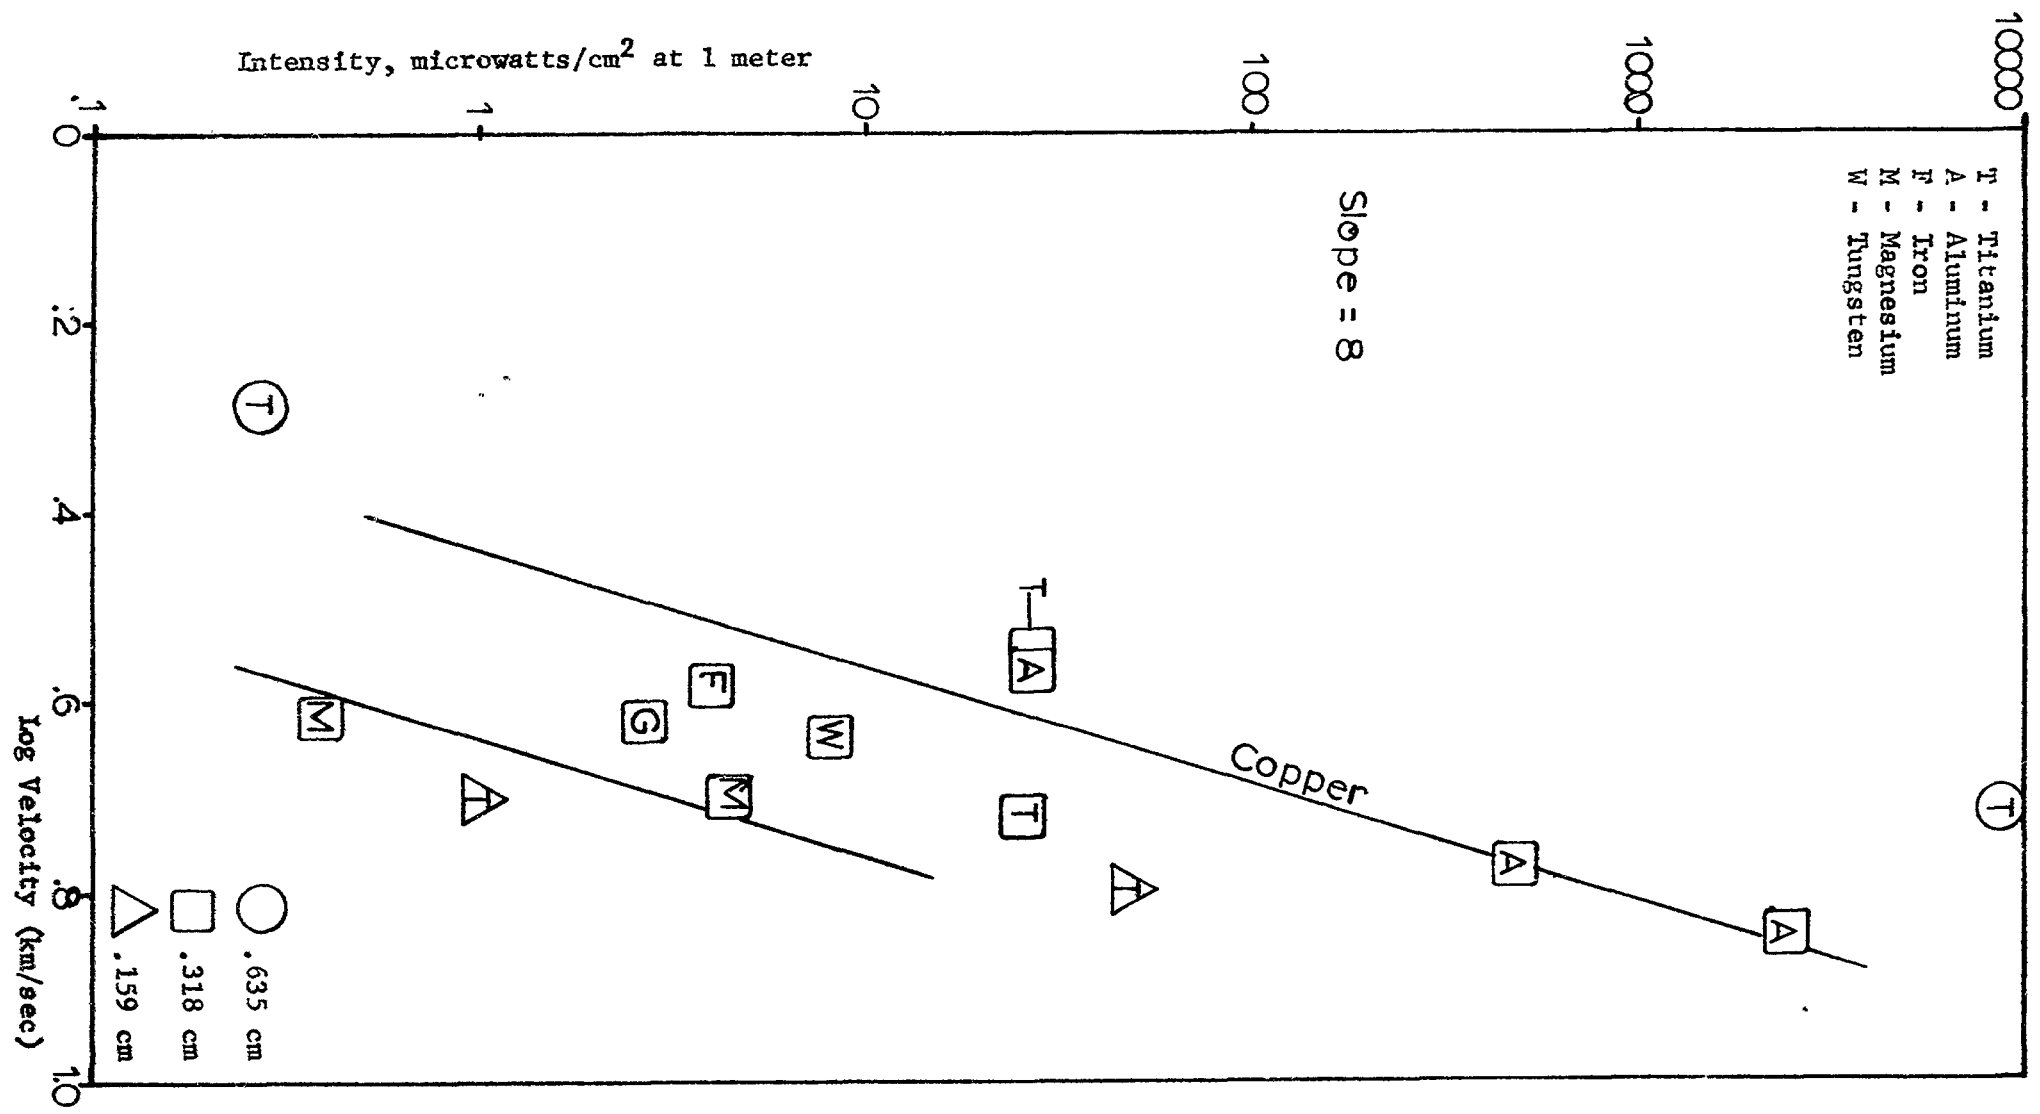 Intensity, microwatts/cm2 at 1 meter
10000
1000
100
10
1
.1
T - Titanium
A - Aluminum
F - Iron
M - Magnesium
W - Tungsten
Slope = 8
Copper
T
T
A
F
G
W
M
M
T
T
T
A
A
T
.635 cm
.318 cm
.159 cm
0
.2
.4
.6
.8
1.0
Log Velocity (km/sec)